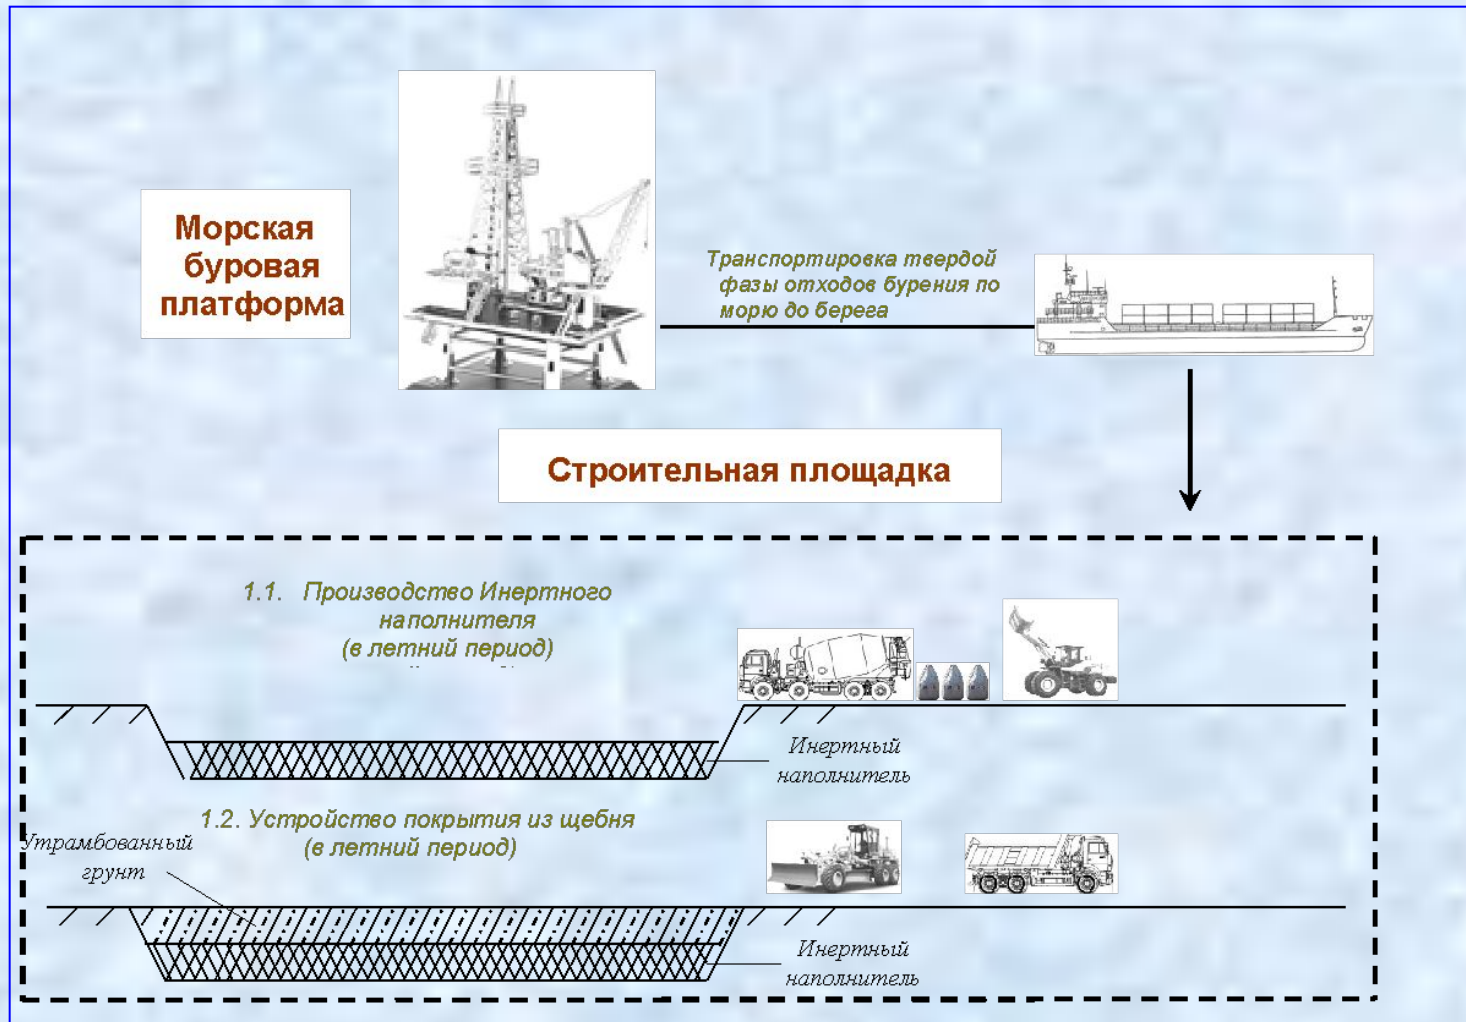 Морская
буровая
платформа
Транспортировка твердой
фазы отходов бурения по
морю до берега
Строительная площадка
1.1. Производство Инертного
наполнителя
(в летний период)
Инертный
наполнитель
1.2. Устройство покрытия из щебня
(в летний период)
Утрамбованный
грунт
Инертный
наполнитель